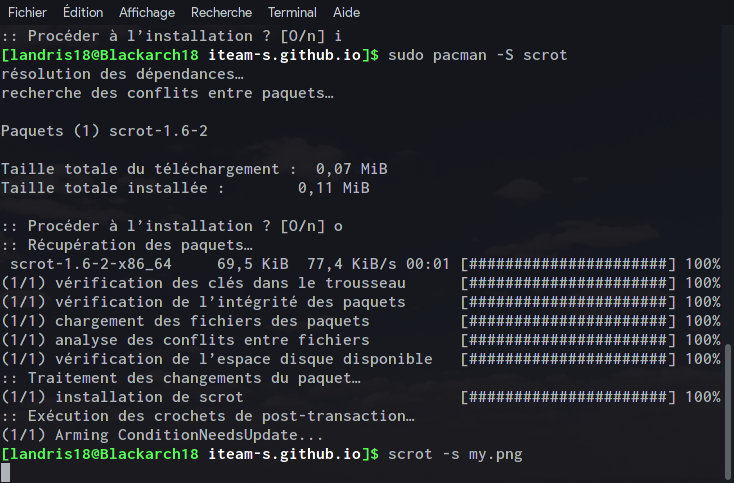 Fichier Édition Affichage Recherche Terminal Aide
:: Procéder à l’installation ? [O/n] i
[landris18@Blackarch18 iteam-s.github.io]$ sudo pacman -S scrot
résolution des dépendances…
recherche des conflits entre paquets…
Paquets (1) scrot-1.6-2
Taille totale du téléchargement :  0,07 MiB
Taille totale installée :        0,11 MiB
:: Procéder à l’installation ? [O/n] o
:: Récupération des paquets…
scrot-1.6-2-x86_64     69,5 KiB  77,4 KiB/s 00:01 [######################] 100%
(1/1) vérification des clés dans le trousseau      [######################] 100%
(1/1) vérification de l’intégrité des paquets      [######################] 100%
(1/1) chargement des fichiers des paquets          [######################] 100%
(1/1) analyse des conflits entre fichiers          [######################] 100%
(1/1) vérification de l’espace disque disponible   [######################] 100%
:: Traitement des changements du paquet…
(1/1) installation de scrot                        [######################] 100%
:: Exécution des crochets de post-transaction…
(1/1) Arming ConditionNeedsUpdate...
[landris18@Blackarch18 iteam-s.github.io]$ scrot -s my.png